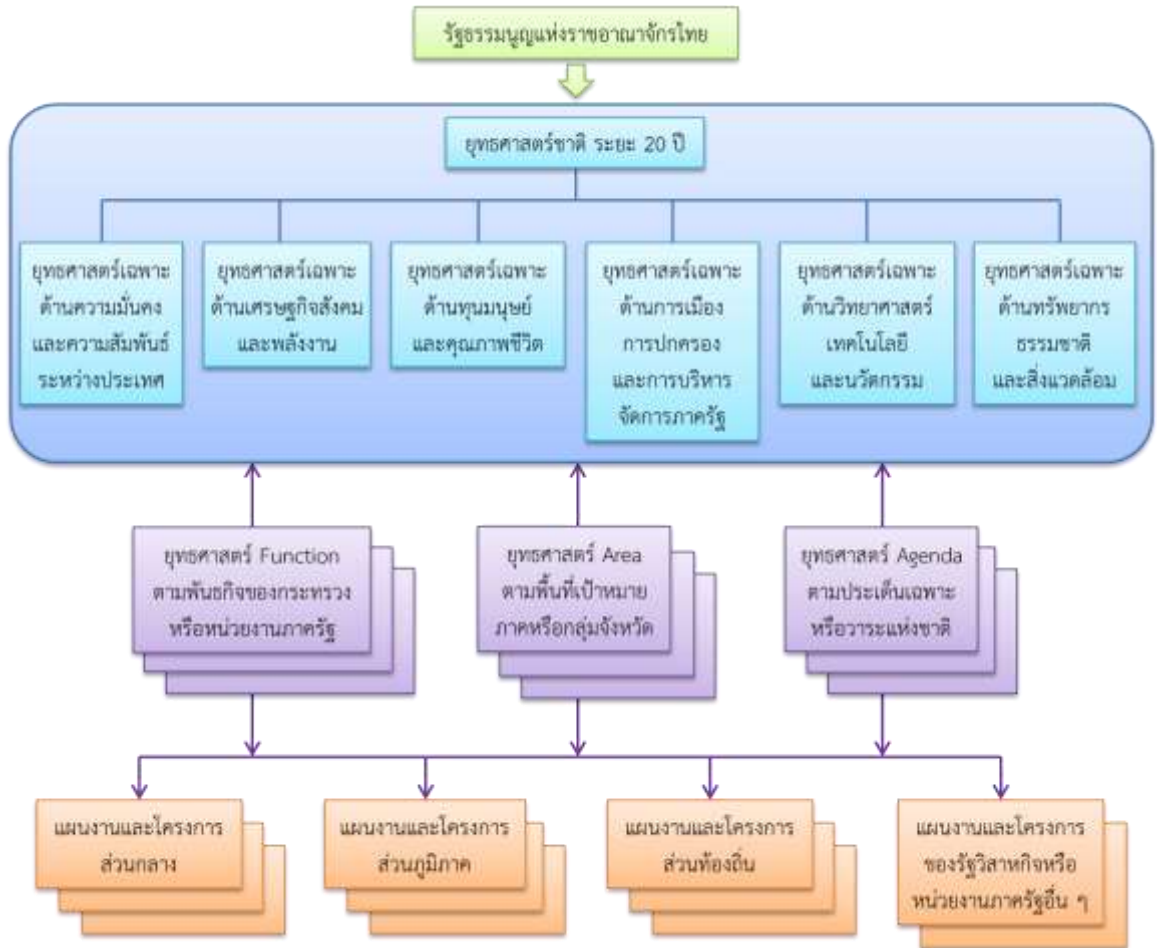 รัฐธรรมนูญแห่งราชอาณาจักรไทย
ยุทธศาสตร์ชาติ ระยะ 20 ปี
ยุทธศาสตร์เฉพาะ
ด้านความมั่นคง
และความสัมพันธ์
ระหว่างประเทศ
ยุทธศาสตร์เฉพาะ
ด้านเศรษฐกิจสังคม
และพลังงาน
ยุทธศาสตร์เฉพาะ
ด้านทุนมนุษย์
และคุณภาพชีวิต
ยุทธศาสตร์เฉพาะ
ด้านการเมือง
การปกครอง
และการบริหาร
จัดการภาครัฐ
ยุทธศาสตร์เฉพาะ
ด้านวิทยาศาสตร์
เทคโนโลยี
และนวัตกรรม
ยุทธศาสตร์เฉพาะ
ด้านทรัพยากร
ธรรมชาติ
และสิ่งแวดล้อม
ยุทธศาสตร์ Function
ตามพันธกิจของกระทรวง
หรือหน่วยงานภาครัฐ
ยุทธศาสตร์ Area
ตามพื้นที่เป้าหมาย
ภาคหรือกลุ่มจังหวัด
ยุทธศาสตร์ Agenda
ตามประเด็นเฉพาะ
หรือวาระแห่งชาติ
แผนงานและโครงการ
ส่วนกลาง
แผนงานและโครงการ
ส่วนภูมิภาค
แผนงานและโครงการ
ส่วนท้องถิ่น
แผนงานและโครงการ
ของรัฐวิสาหกิจหรือ
หน่วยงานภาครัฐอื่น ๆ